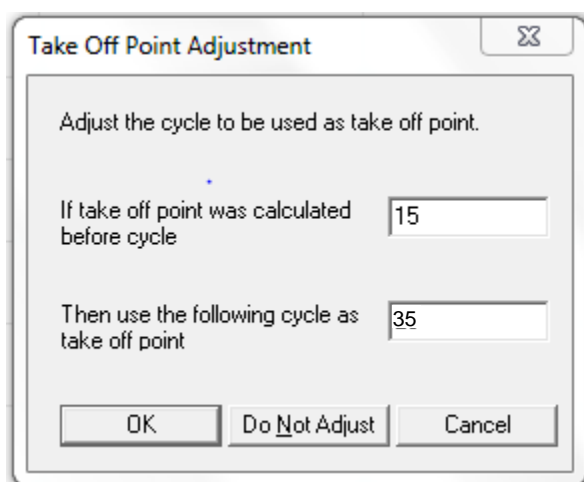 Take Off Point Adjustment
Adjust the cycle to be used as take off point.
If take off point was calculated
before cycle
15
Then use the following cycle as
take off point
35
OK
Do Not Adjust
Cancel